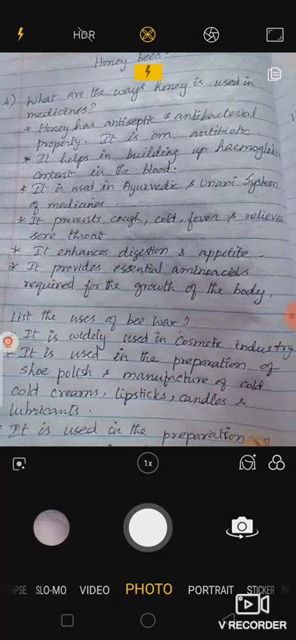 HDR
Honey bees
4) What are the ways honey is used in
medicines?
* Honey has antiseptic & antibacterial
property. It is an antibiotic.
* It helps in building up haemoglobin
content in the blood.
* It is used in Ayurvedic & Unani System
of medicines.
* It prevents cough, cold, fever & relieves
sore throat
* It enhances digestion & appetite.
* It provides essential aminoacids
required for the growth of the body.
List the uses of bee wax?
It is widely used in Cosmetic industry
* It is used in the preparation of
shoe polish & manufacture of cold
cold creams, lipsticks, candles &
lubricants.
It is used in the preparation
1x
SLO-MO VIDEO PHOTO PORTRAIT STICKER
V RECORDER